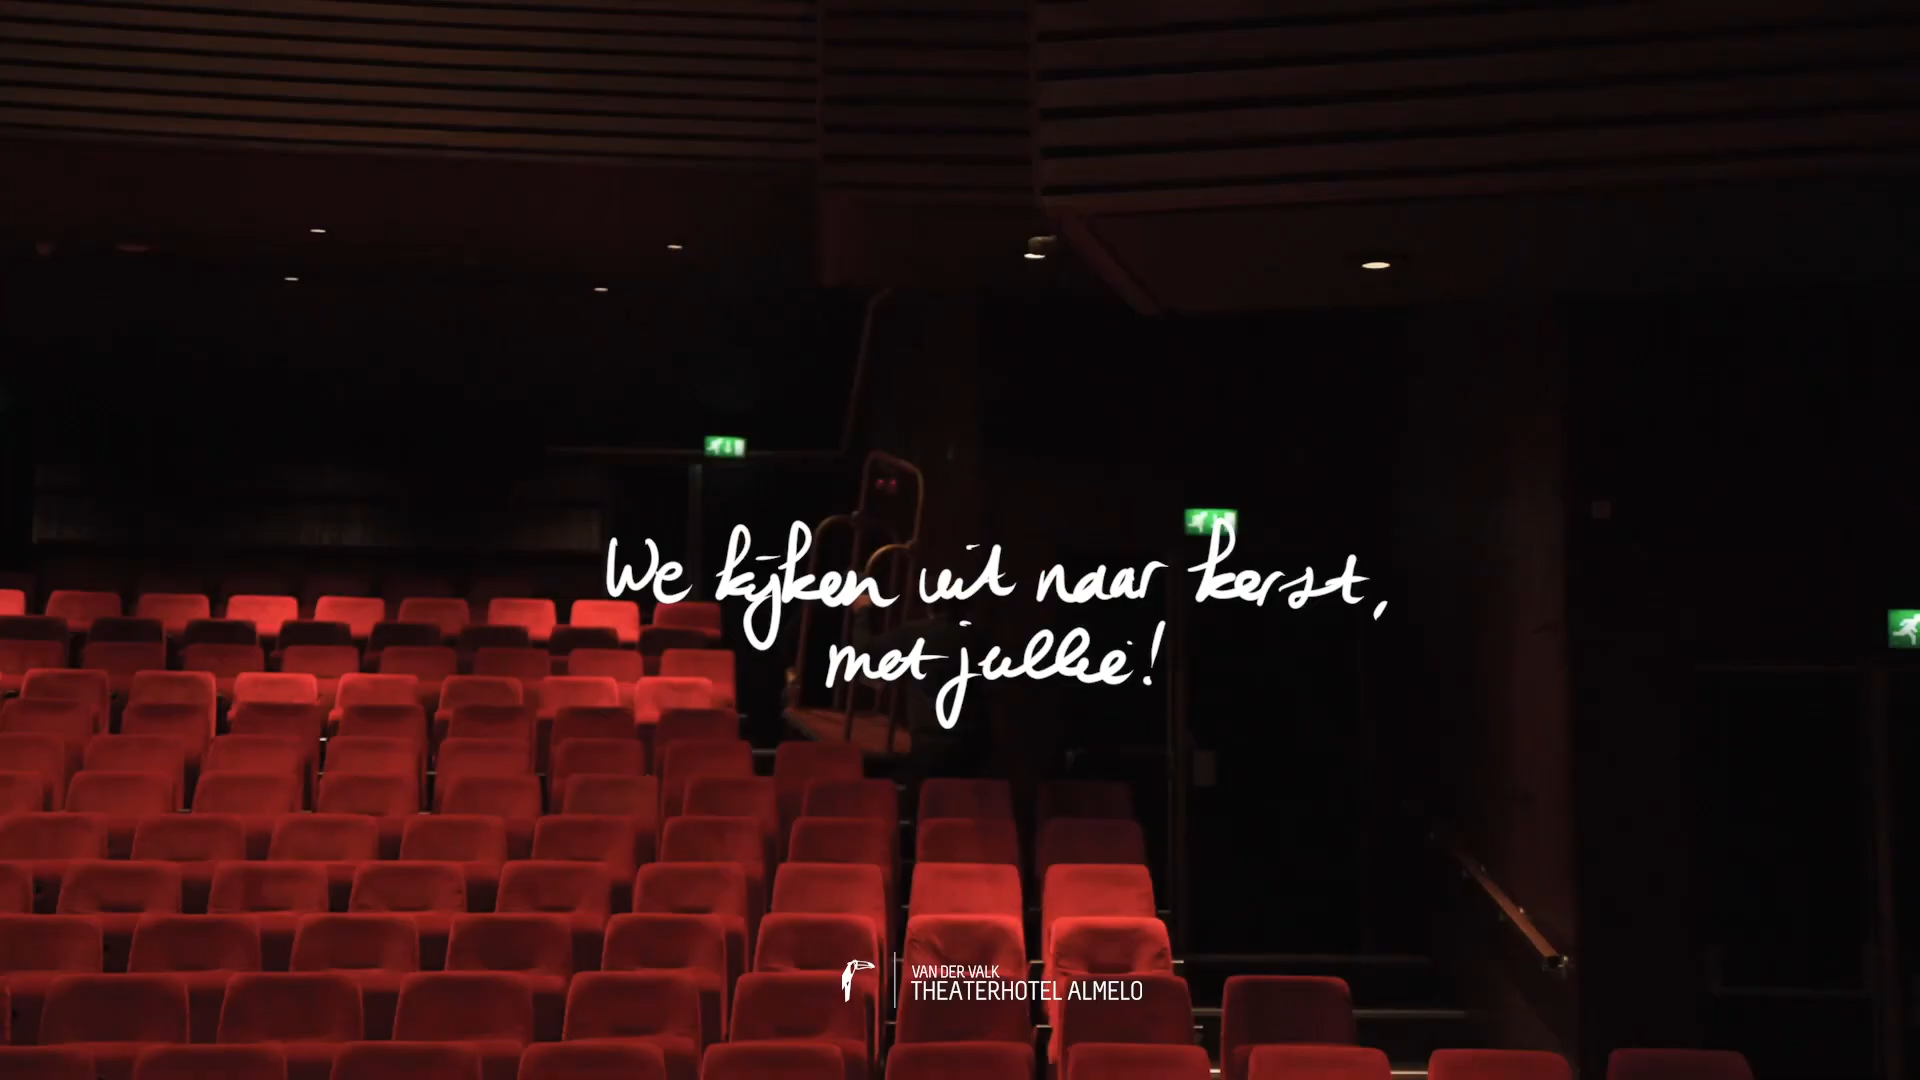 We kijken uit naar kerst,
met jullie!
VAN DER VALK
THEATERHOTEL ALMELO